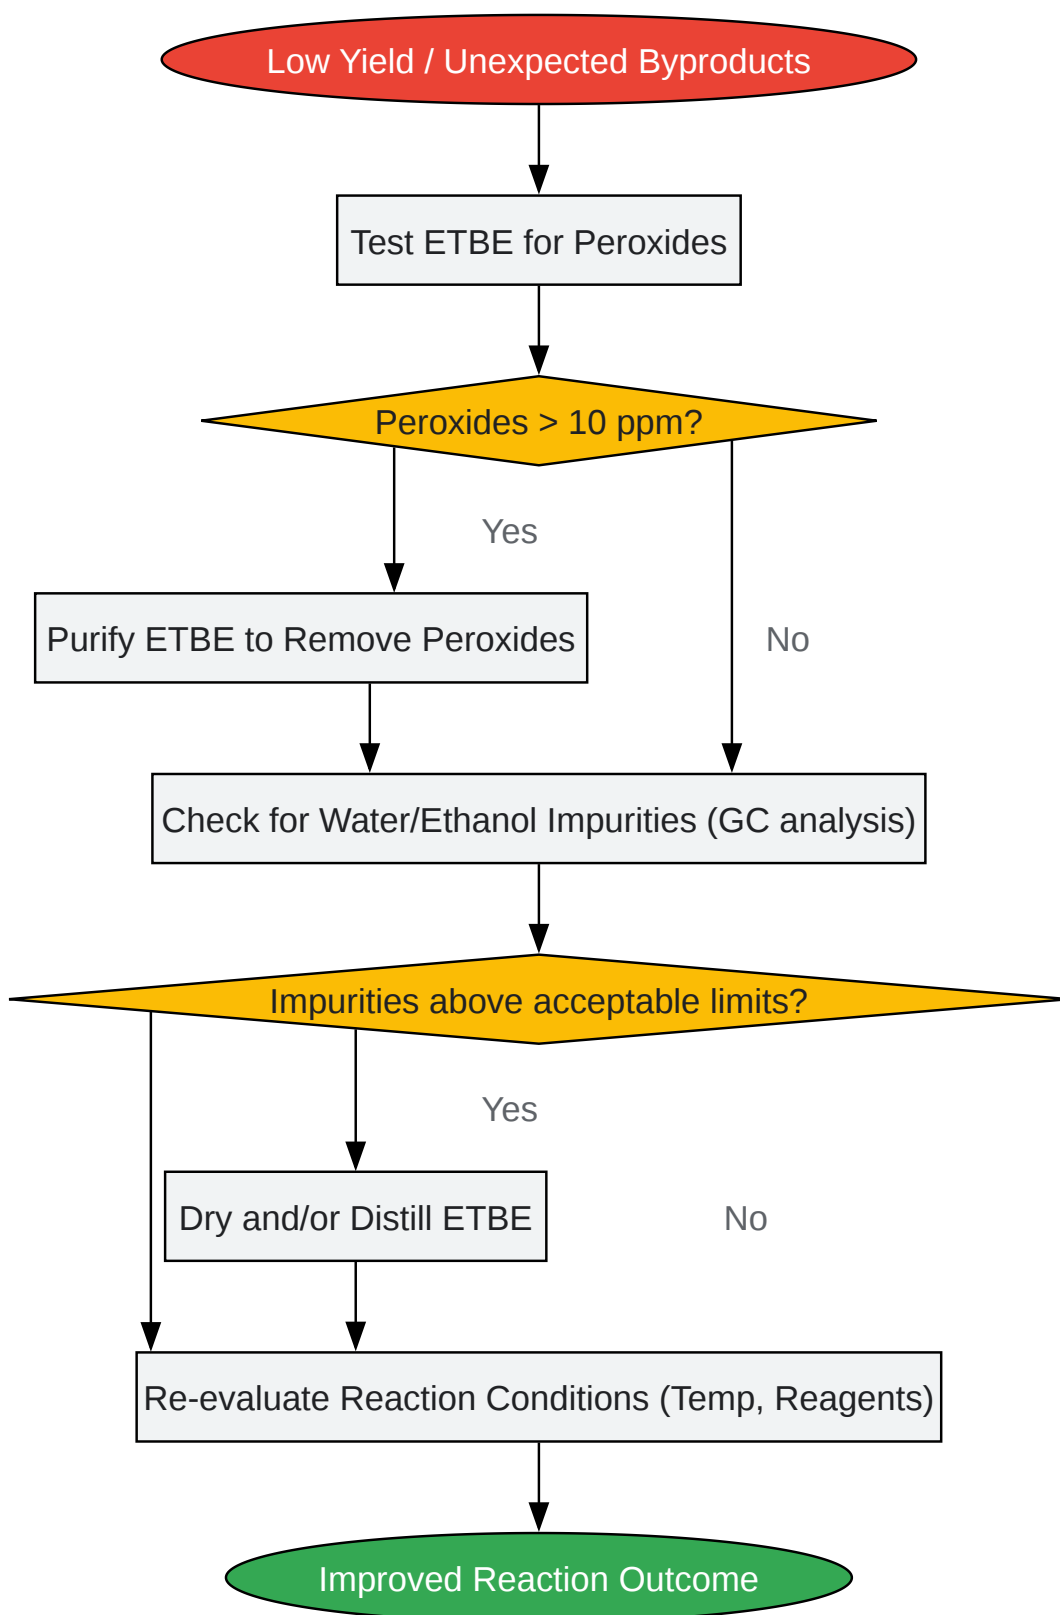 Low Yield / Unexpected Byproducts
Test ETBE for Peroxides
Peroxides > 10 ppm?
Yes
Purify ETBE to Remove Peroxides
No
Check for Water/Ethanol Impurities (GC analysis)
Impurities above acceptable limits?
Yes
Dry and/or Distill ETBE
No
Re-evaluate Reaction Conditions (Temp, Reagents)
Improved Reaction Outcome